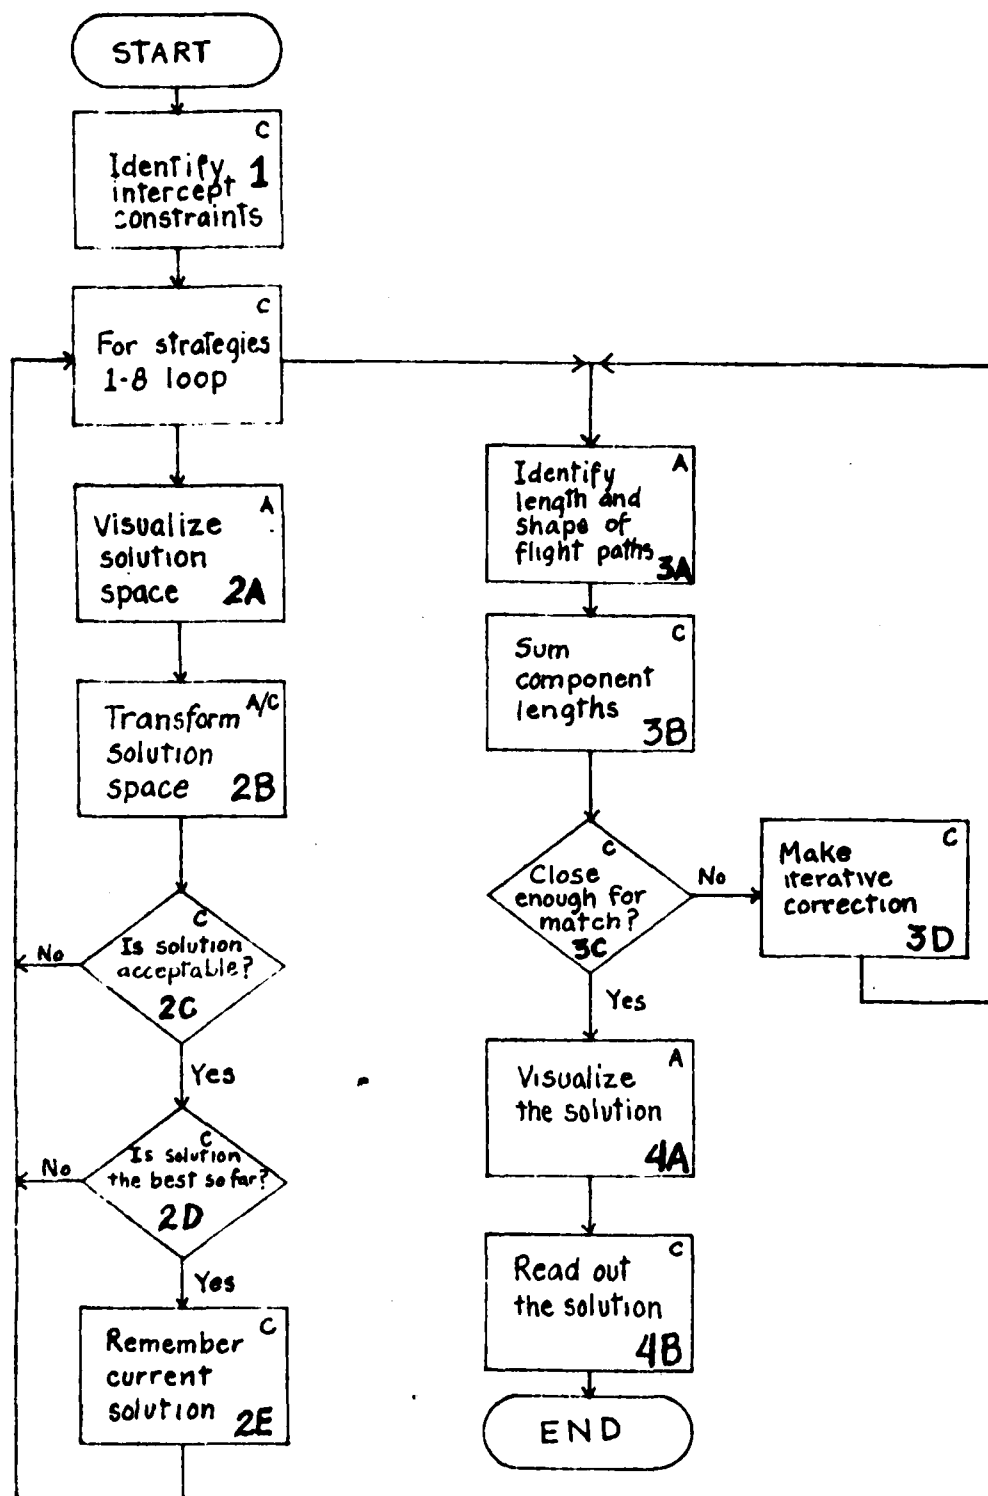 START
C
Identify 1
intercept
constraints
C
For strategies
1-8 loop
A
Visualize
solution
space 2A
A/C
Transform
solution
space 2B
C
Is solution
acceptable?
2C
No
Yes
C
Is solution
the best so far?
2D
No
Yes
C
Remember
current
solution 2E
A
Identify
length and
shape of
flight paths
3A
C
Sum
component
lengths
3B
C
Close
enough for
match?
3C
No
Yes
C
Make
iterative
correction
3D
A
Visualize
the solution
4A
C
Read out
the solution
4B
END